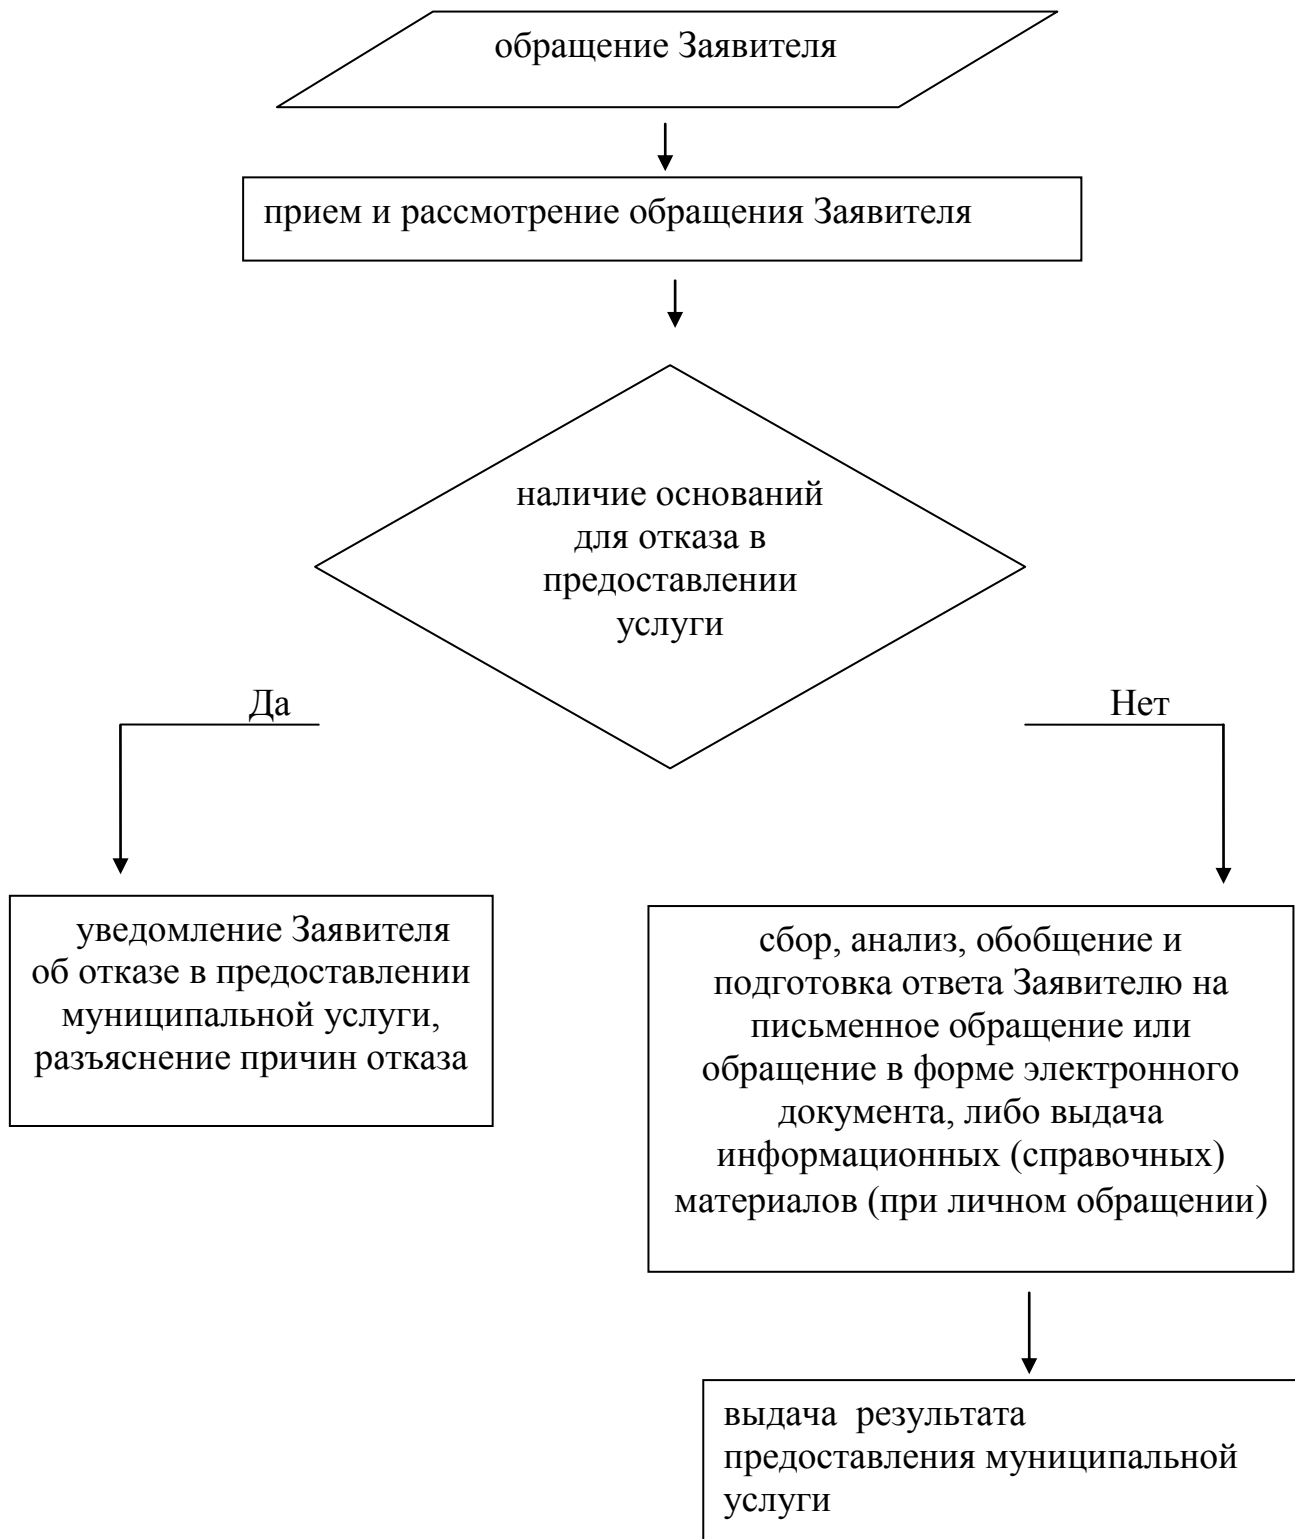 обращение Заявителя
прием и рассмотрение обращения Заявителя
наличие оснований
для отказа в
предоставлении
услуги
Да
Нет
уведомление Заявителя
об отказе в предоставлении
муниципальной услуги,
разъяснение причин отказа
сбор, анализ, обобщение и
подготовка ответа Заявителю на
письменное обращение или
обращение в форме электронного
документа, либо выдача
информационных (справочных)
материалов (при личном обращении)
выдача результата
предоставления муниципальной
услуги